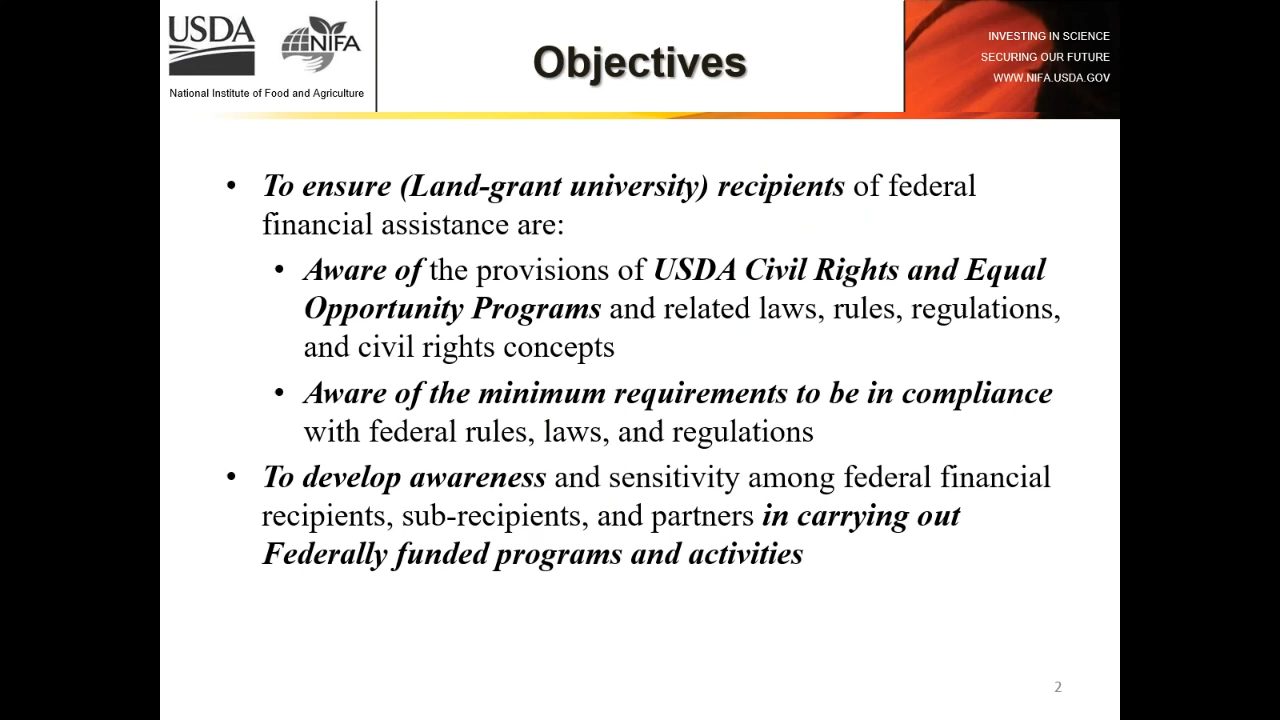 USDA
NIFA
National Institute of Food and Agriculture
Objectives
INVESTING IN SCIENCE
SECURING OUR FUTURE
WWW.NIFA.USDA.GOV
• To ensure (Land-grant university) recipients of federal
financial assistance are:
• Aware of the provisions of USDA Civil Rights and Equal
Opportunity Programs and related laws, rules, regulations,
and civil rights concepts
• Aware of the minimum requirements to be in compliance
with federal rules, laws, and regulations
• To develop awareness and sensitivity among federal financial
recipients, sub-recipients, and partners in carrying out
Federally funded programs and activities
2